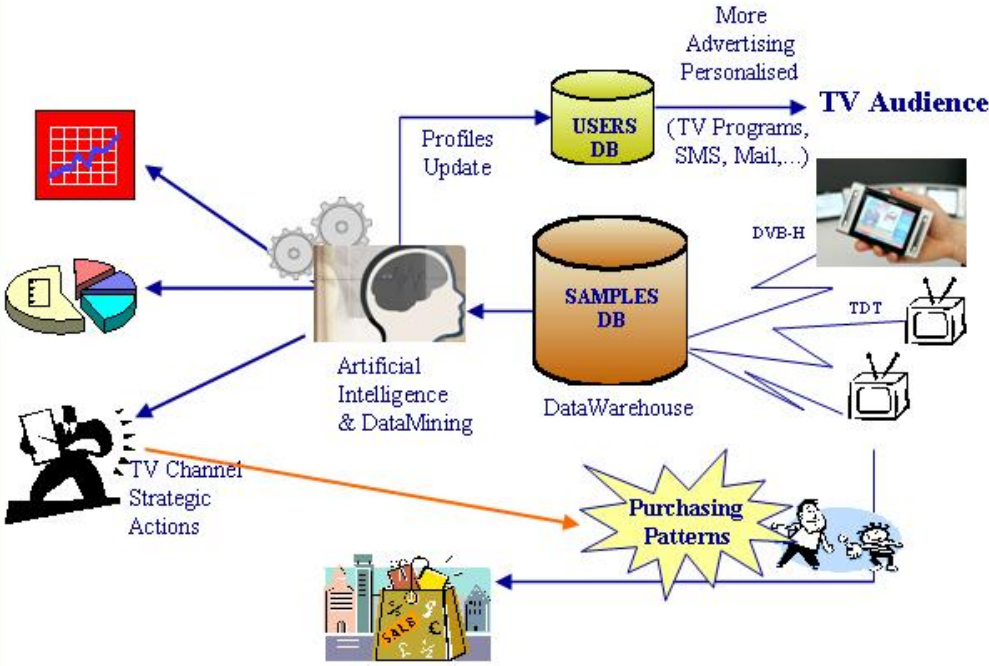 More
Advertising
Personalised
TV Audience
(TV Programs,
SMS, Mail,...)
USERS
DB
Profiles
Update
DVB-H
SAMPLES
DB
TDT
Artificial
Intelligence
& DataMining
DataWarehouse
TV Channel
Strategic
Actions
Purchasing
Patterns
SALE
€